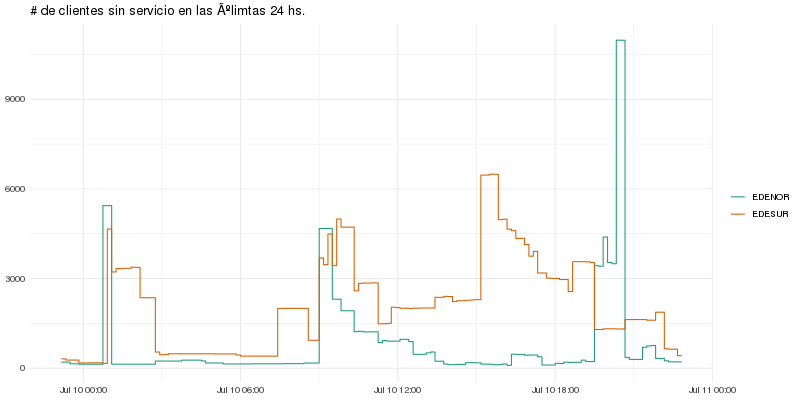 # de clientes sin servicio en las Ãºlimtas 24 hs.
9000
6000
3000
0
Jul 10 00:00
Jul 10 06:00
Jul 10 12:00
Jul 10 18:00
Jul 11 00:00
EDENOR
EDESUR